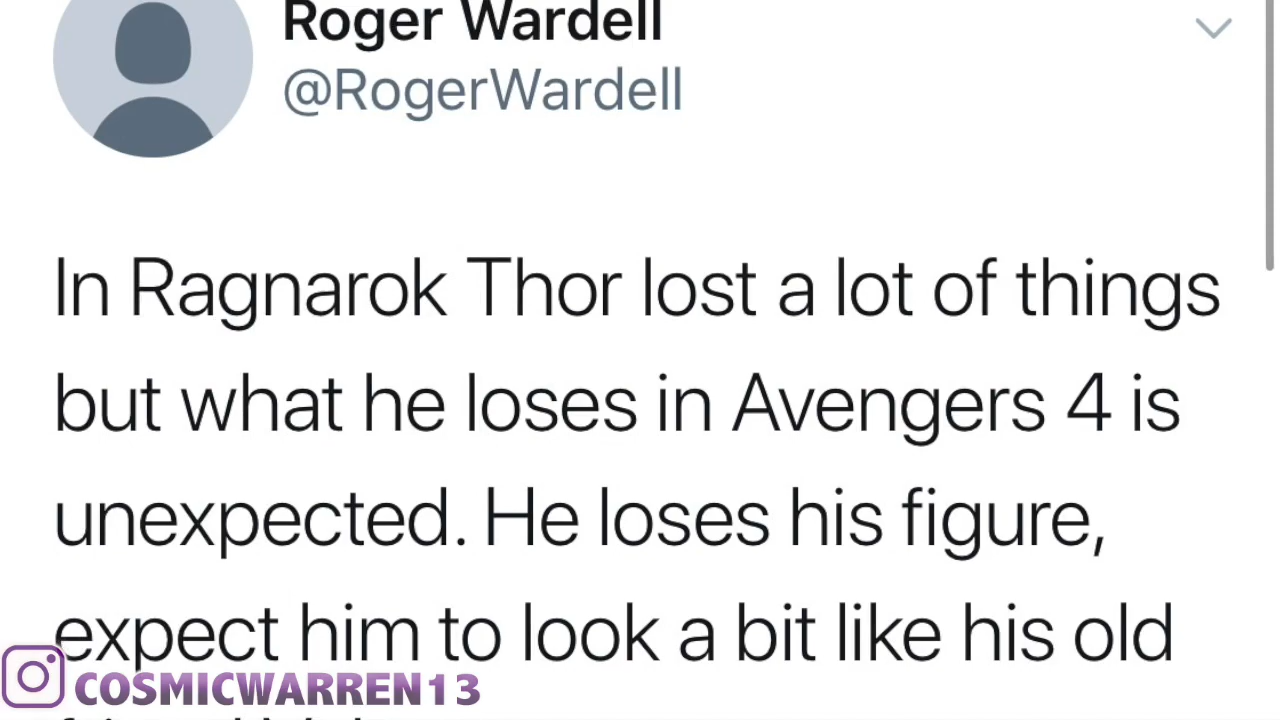 Roger Wardell
@RogerWardell
In Ragnarok Thor lost a lot of things
but what he loses in Avengers 4 is
unexpected. He loses his figure,
expect him to look a bit like his old
COSMICWARREN13